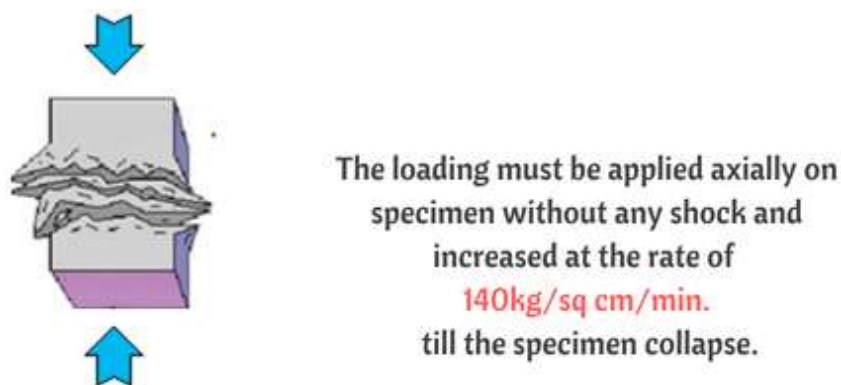 The loading must be applied axially on
specimen without any shock and
increased at the rate of
140kg/sq cm/min.
till the specimen collapse.